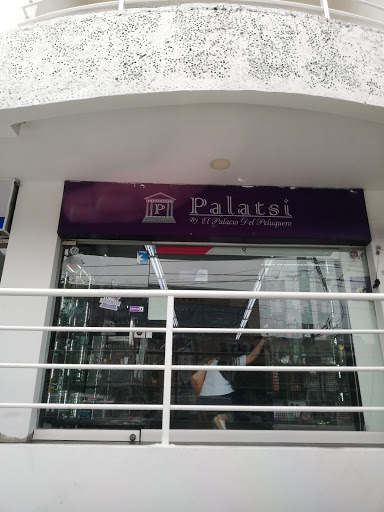 P
Palatsi
By El Palacio Del Peluquero